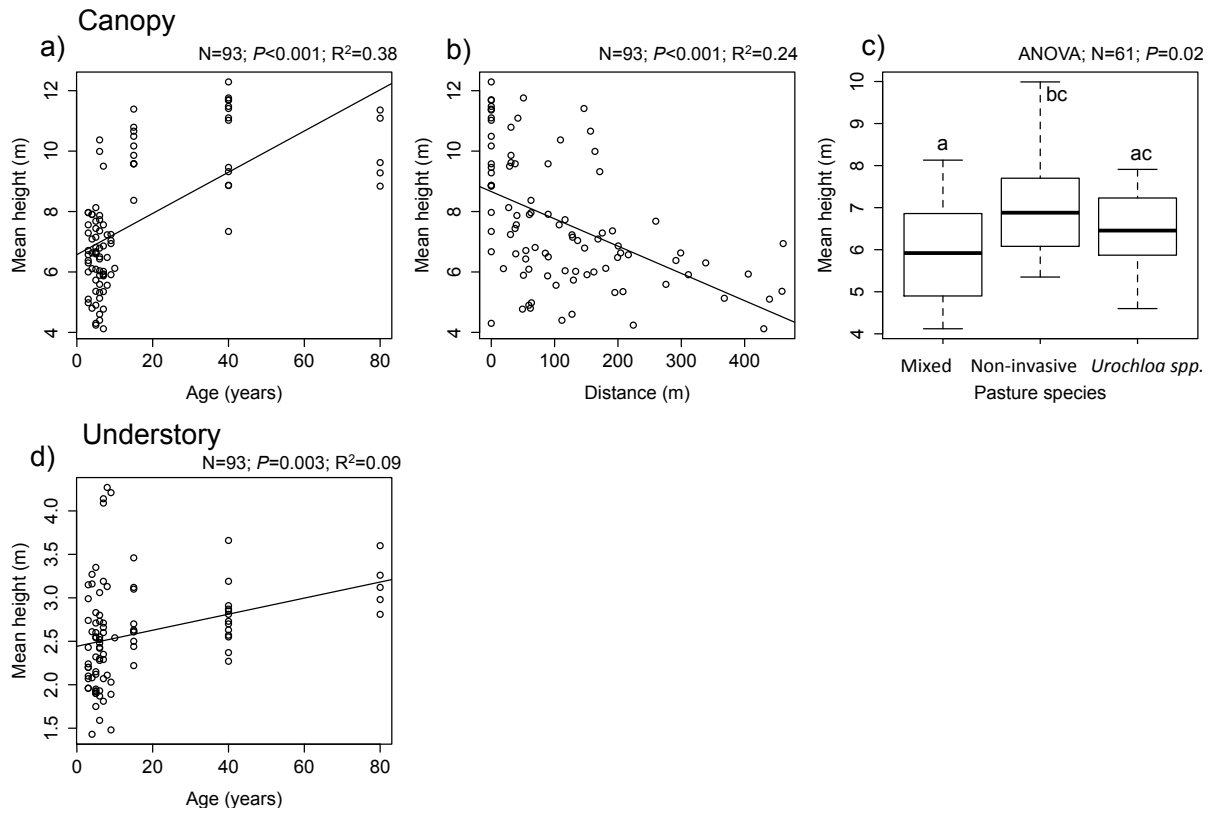 Canopy
a)
N=93; P<0.001; R²=0.38
Mean height (m)
12
10
8
6
4
0 20 40 60 80
Age (years)
b)
N=93; P<0.001; R²=0.24
Mean height (m)
12
10
8
6
4
0 100 200 300 400
Distance (m)
c)
ANOVA; N=61; P=0.02
Mean height (m)
10
9
8
7
6
5
4
a
bc
ac
Mixed Non-invasive Urochloa spp.
Pasture species
Understory
d)
N=93; P=0.003; R²=0.09
Mean height (m)
4.0
3.5
3.0
2.5
2.0
1.5
0 20 40 60 80
Age (years)